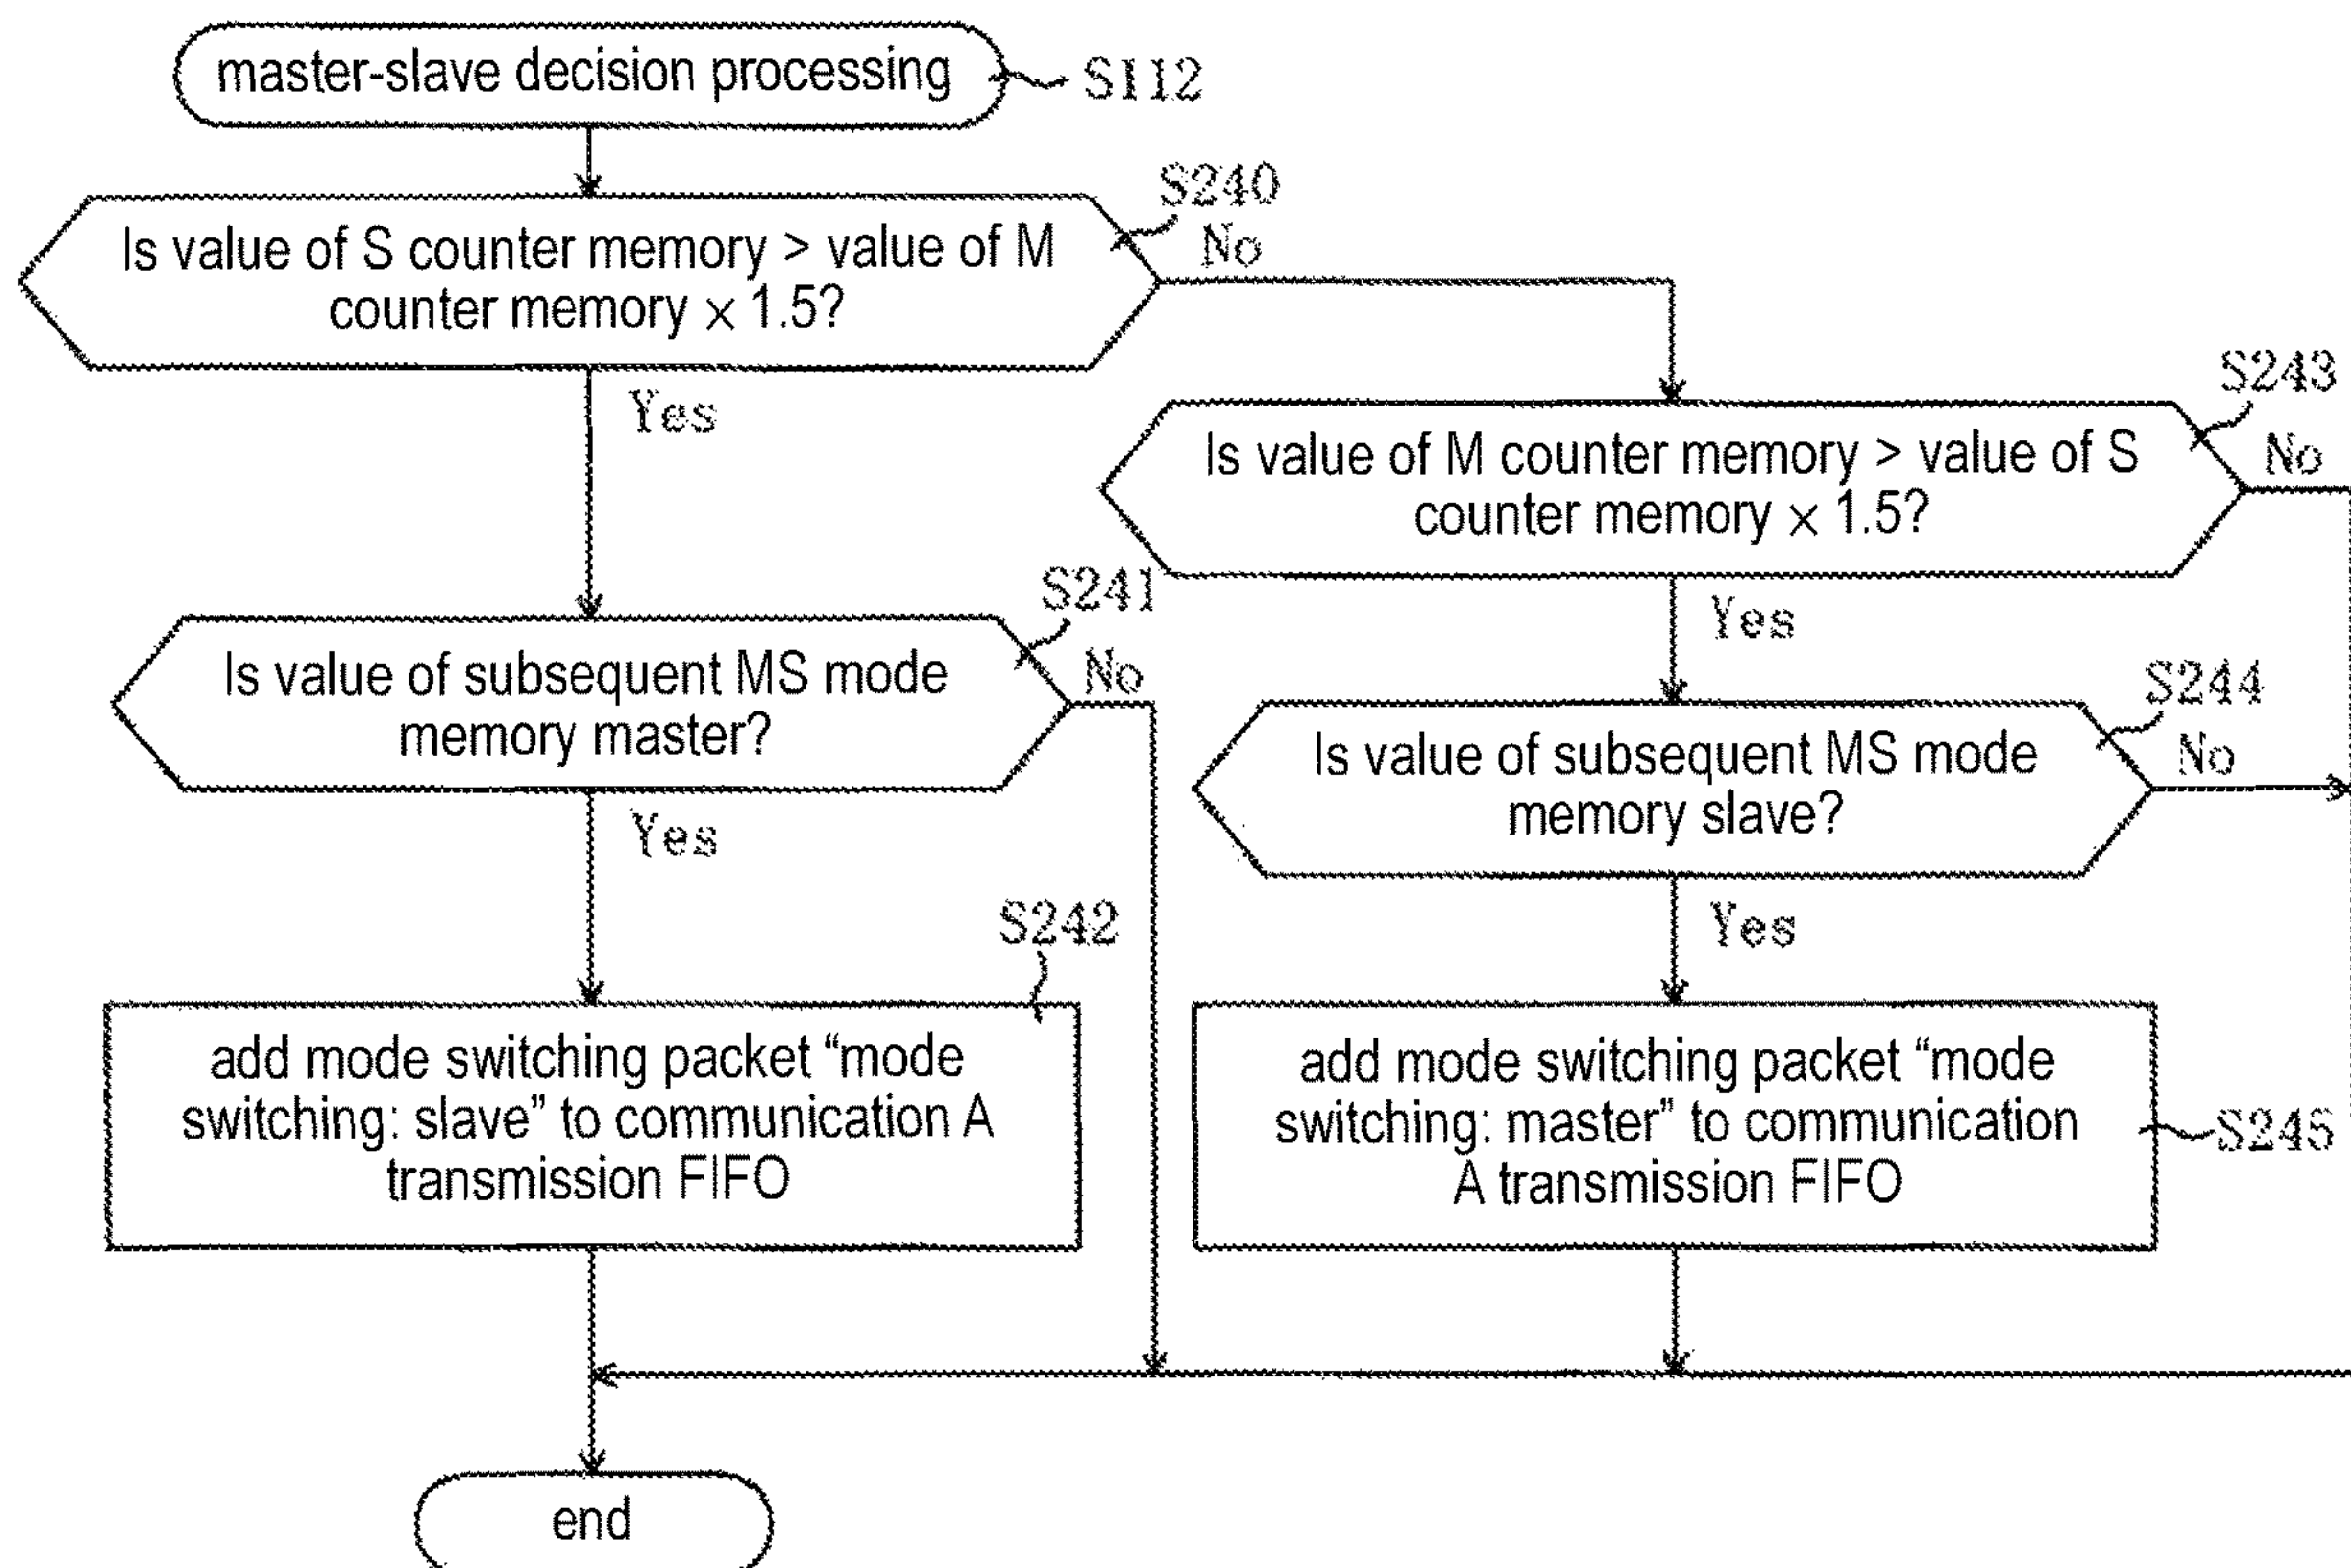 master-slave decision processing
S112
S240
Is value of S counter memory > value of M
counter memory × 1.5?
No
Yes
S243
Is value of M counter memory > value of S
counter memory × 1.5?
No
Yes
S241
Is value of subsequent MS mode
memory master?
No
Yes
S244
Is value of subsequent MS mode
memory slave?
No
Yes
S242
add mode switching packet “mode
switching: slave” to communication A
transmission FIFO
add mode switching packet “mode
switching: master” to communication
A transmission FIFO
S245
end